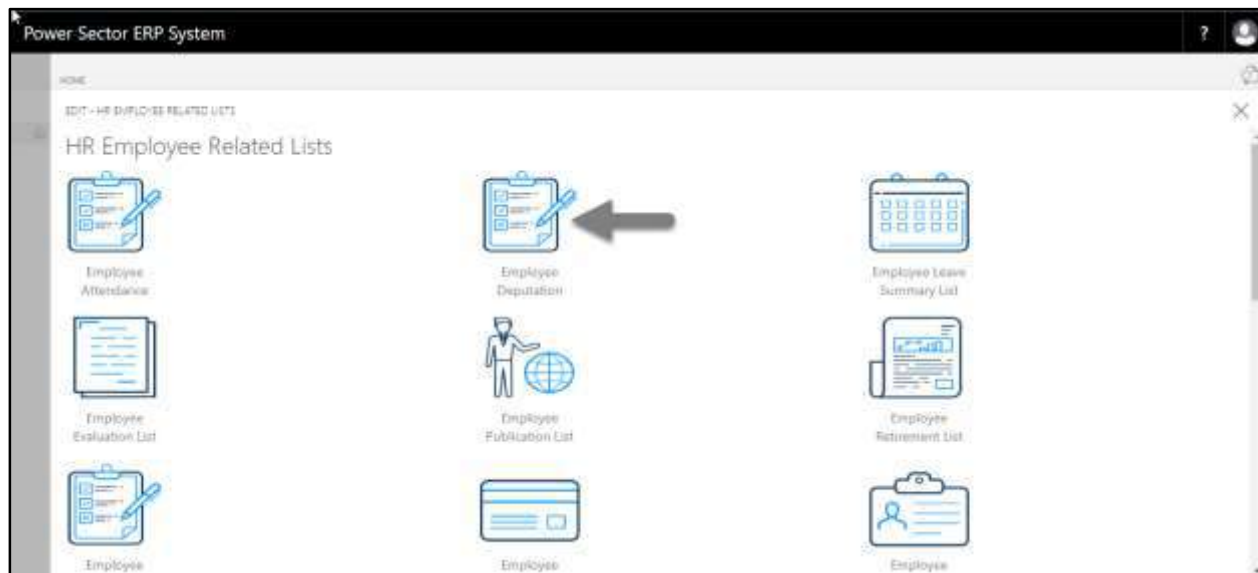 Power Sector ERP System ?
HOME
EDIT - HR EMPLOYEE RELATED LISTS
HR Employee Related Lists
Employee
Attendance
Employee
Deputation
Employee Leave
Summary List
Employee
Evaluation List
Employee
Publication List
Employee
Retirement List
Employee
Employee
Employee